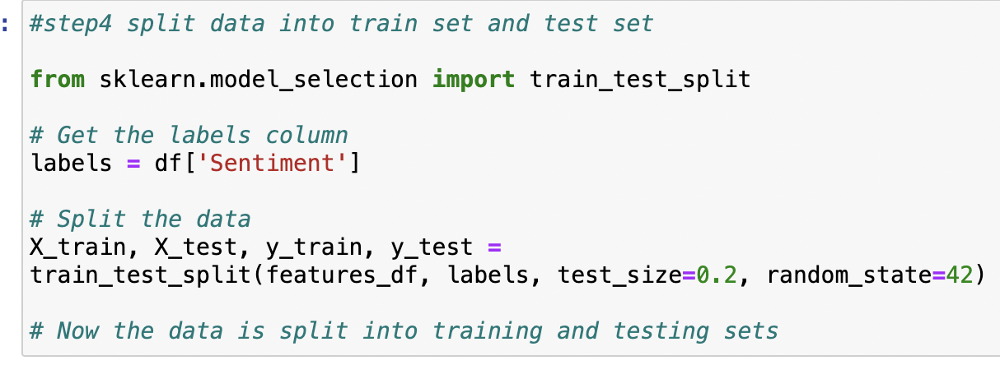 : #step4 split data into train set and test set
from sklearn.model_selection import train_test_split
# Get the labels column
labels = df['Sentiment']
# Split the data
X_train, X_test, y_train, y_test =
train_test_split(features_df, labels, test_size=0.2, random_state=42)
# Now the data is split into training and testing sets